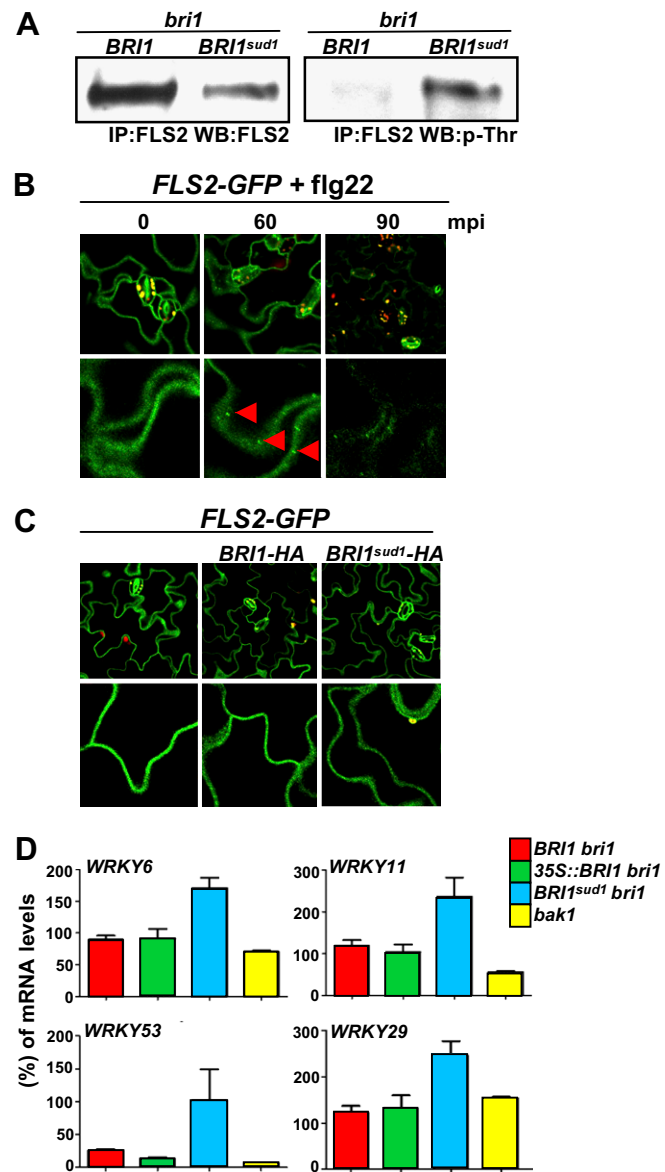 A
bri1
bri1
BRI1 BRI1sud1
BRI1 BRI1sud1
IP:FLS2 WB:FLS2
IP:FLS2 WB:p-Thr
B
FLS2-GFP + flg22
0 60 90 mpi
C
FLS2-GFP
BRI1-HA BRI1sud1-HA
D
(%) of mRNA levels
WRKY6
200
150
100
50
0
WRKY11
300
200
100
0
BRI1 bri1
35S::BRI1 bri1
BRI1sud1 bri1
bak1
WRKY53
200
150
100
50
0
WRKY29
300
200
100
0